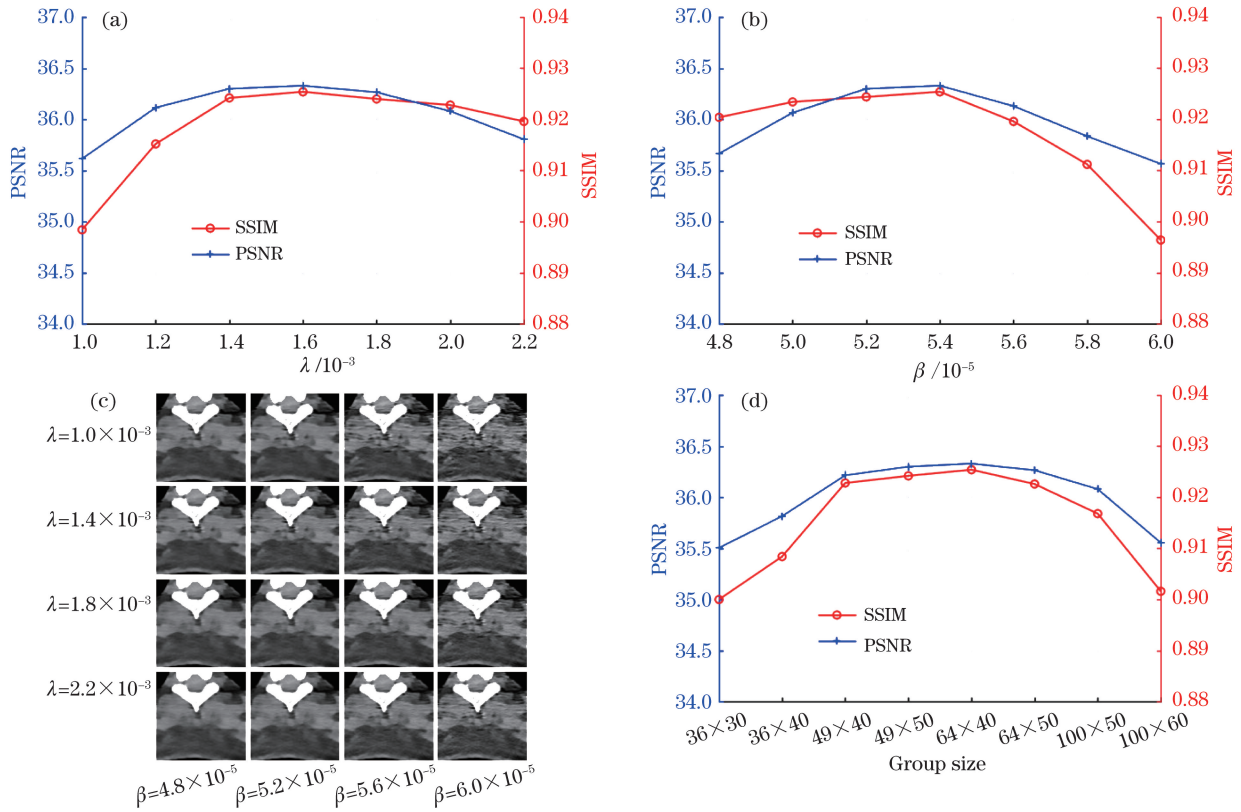 (a)
PSNR
37.0
36.5
36.0
35.5
35.0
34.5
34.0
SSIM
PSNR
1.0 1.2 1.4 1.6 1.8 2.0 2.2
λ /10⁻³
0.94
0.93
0.92
0.91
0.90
0.89
0.88
SSIM
(b)
PSNR
37.0
36.5
36.0
35.5
35.0
34.5
34.0
SSIM
PSNR
4.8 5.0 5.2 5.4 5.6 5.8 6.0
β /10⁻⁵
0.94
0.93
0.92
0.91
0.90
0.89
0.88
SSIM
(c)
λ=1.0×10⁻³
λ=1.4×10⁻³
λ=1.8×10⁻³
λ=2.2×10⁻³
β=4.8×10⁻⁵ β=5.2×10⁻⁵ β=5.6×10⁻⁵ β=6.0×10⁻⁵
(d)
PSNR
37.0
36.5
36.0
35.5
35.0
34.5
34.0
SSIM
PSNR
36×30 36×40 49×40 49×50 64×40 64×50 100×50 100×60
Group size
0.94
0.93
0.92
0.91
0.90
0.89
0.88
SSIM